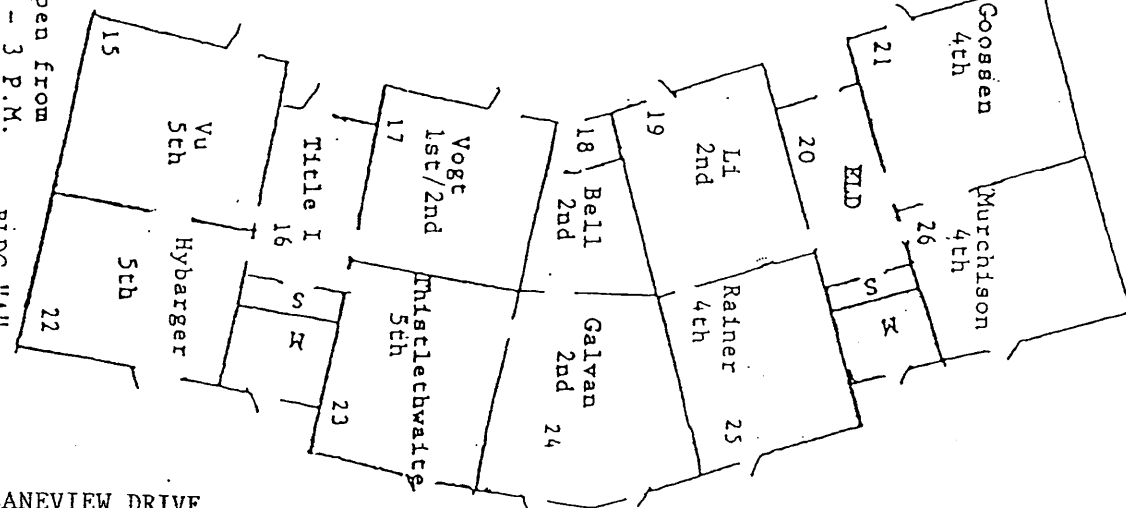 pen from
- 3 P.M.
15
Vu
5th
Hybarger
5th
22
Title I
16
S
W
17
Vogt
1st/2nd
Thistlethwaite
5th
23
18
Bell
2nd
Galvan
2nd
24
19
Li
2nd
Rainer
4th
25
20
ELD
S
W
21
Goossen
4th
Murchison
4th
26
ANEVIEW DRIVE